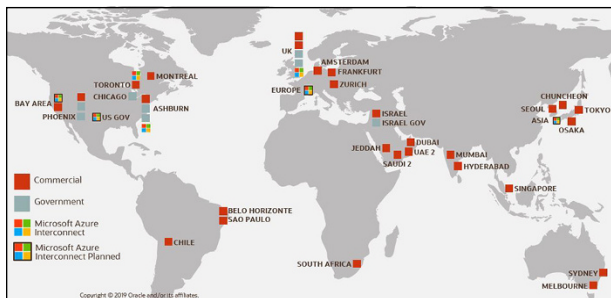 UK
AMSTERDAM
FRANKFURT
ZURICH
EUROPE
MONTREAL
TORONTO
CHICAGO
BAY AREA
ASHBURN
PHOENIX
US GOV
ISRAEL
ISRAEL GOV
JEDDAH
DUBAI
UAE 2
SAUDI 2
MUMBAI
HYDERABAD
CHUNCHEON
SEOUL
TOKYO
ASIA
OSAKA
SINGAPORE
BELO HORIZONTE
SAO PAULO
CHILE
SOUTH AFRICA
SYDNEY
MELBOURNE
Commercial
Government
Microsoft Azure
Interconnect
Microsoft Azure
Interconnect Planned
Copyright © 2019 Oracle and/or its affiliates.